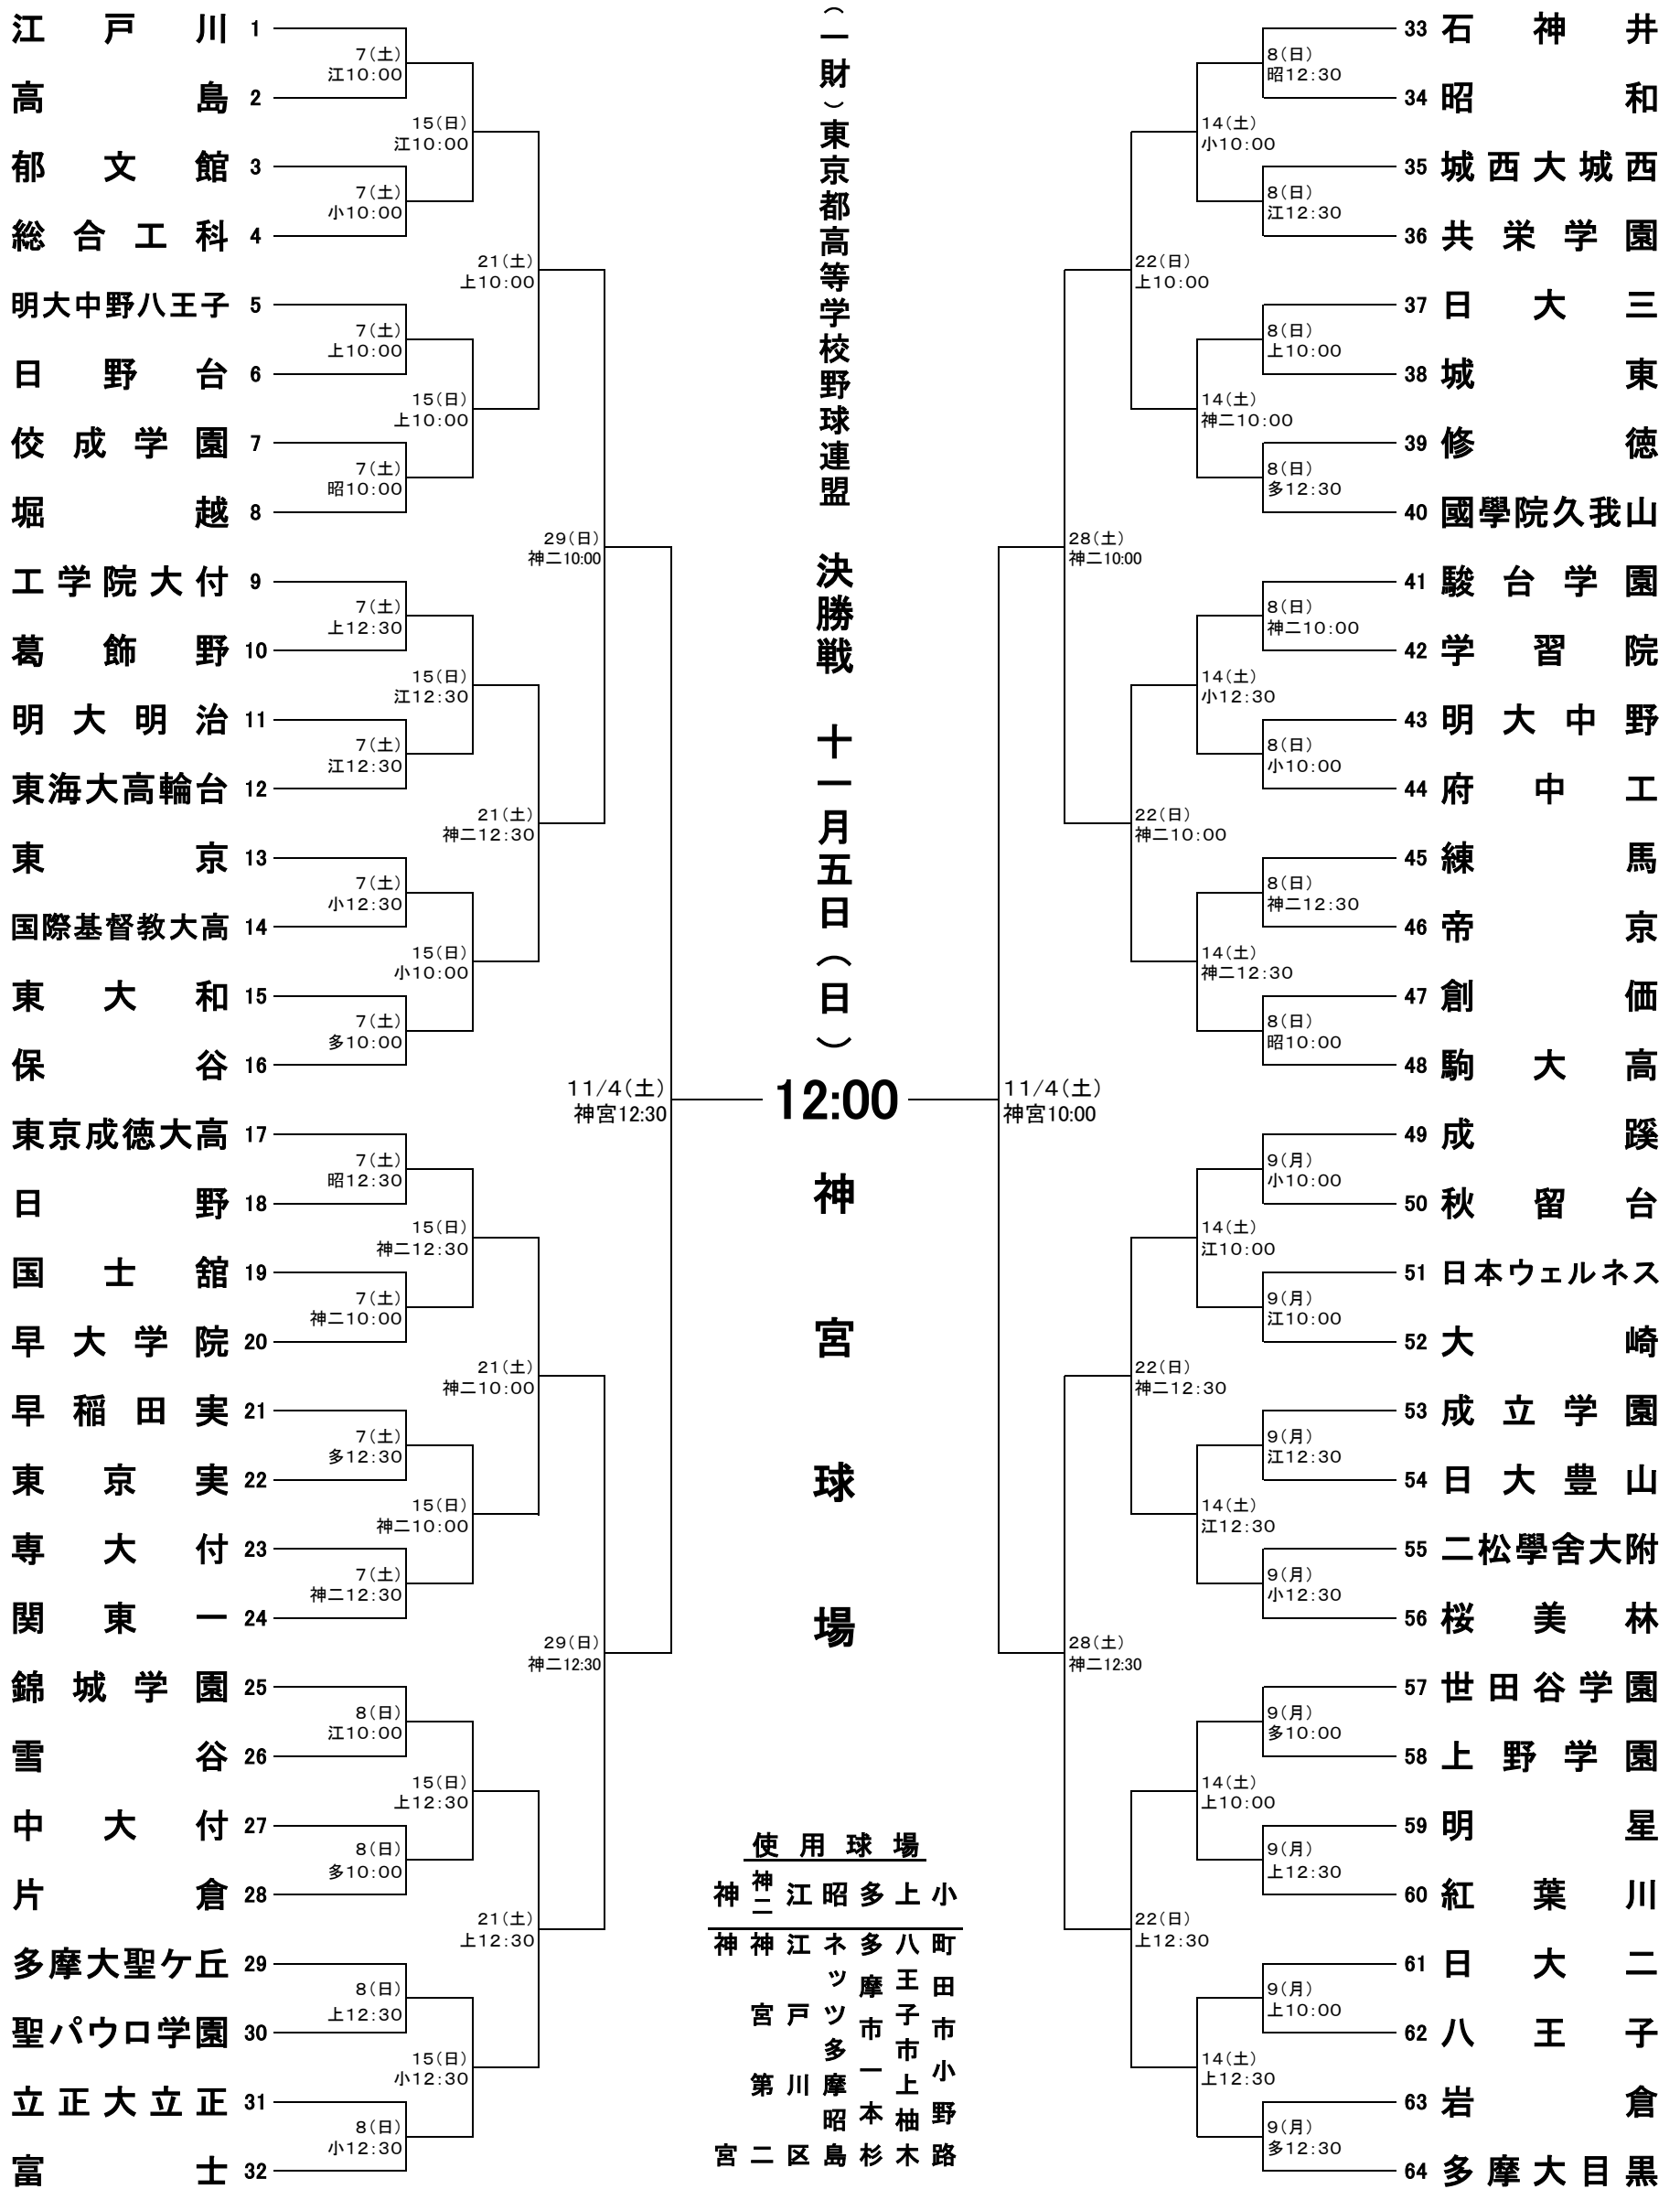 江戸川 1
7(土)
江10:00
高島 2
15(日)
江10:00
郁文館 3
7(土)
小10:00
総合工科 4
21(土)
上10:00
明大中野八王子 5
7(土)
上10:00
日野台 6
15(日)
上10:00
佼成学園 7
7(土)
昭10:00
堀越 8
29(日)
神二10:00
工学院大付 9
7(土)
上12:30
葛飾野 10
15(日)
江12:30
明大明治 11
7(土)
江12:30
東海大高輪台 12
21(土)
神二12:30
東京 13
7(土)
小12:30
国際基督教大高 14
15(日)
小10:00
東大和 15
7(土)
多10:00
保谷 16
11/4(土)
神宮12:30
東京成徳大高 17
7(土)
昭12:30
日野 18
15(日)
神二12:30
国士舘 19
7(土)
神二10:00
早大学院 20
21(土)
神二10:00
早稲田実 21
7(土)
多12:30
東京実 22
15(日)
神二10:00
専大付 23
7(土)
神二12:30
関東一 24
29(日)
神二12:30
錦城学園 25
8(日)
江10:00
雪谷 26
15(日)
上12:30
中大付 27
8(日)
多10:00
片倉 28
21(土)
上12:30
多摩大聖ケ丘 29
8(日)
上12:30
聖パウロ学園 30
15(日)
小12:30
立正大立正 31
8(日)
小12:30
富士 32
(一財)東京都高等学校野球連盟 決勝戦 十一月五日(日)
12:00
神宮球場
使用球場
神 神二 江 昭 多 上 小
神宮
神宮第二
江戸川区
ネッツ多摩昭島
多摩市一本杉
八王子市上柚木
町田市小野路
33 石神井
8(日)
昭12:30
34 昭和
14(土)
小10:00
35 城西大城西
8(日)
江12:30
36 共栄学園
22(日)
上10:00
37 日大三
8(日)
上10:00
38 城東
14(土)
神二10:00
39 修徳
8(日)
多12:30
40 國學院久我山
28(土)
神二10:00
41 駿台学園
8(日)
神二10:00
42 学習院
14(土)
小12:30
43 明大中野
8(日)
小10:00
44 府中工
22(日)
神二10:00
45 練馬
8(日)
神二12:30
46 帝京
14(土)
神二12:30
47 創価
8(日)
昭10:00
48 駒大高
11/4(土)
神宮10:00
49 成蹊
9(月)
小10:00
50 秋留台
14(土)
江10:00
51 日本ウェルネス
9(月)
江10:00
52 大崎
22(日)
神二12:30
53 成立学園
9(月)
江12:30
54 日大豊山
14(土)
江12:30
55 二松學舍大附
9(月)
小12:30
56 桜美林
28(土)
神二12:30
57 世田谷学園
9(月)
多10:00
58 上野学園
14(土)
上10:00
59 明星
9(月)
上12:30
60 紅葉川
22(日)
上12:30
61 日大二
9(月)
上10:00
62 八王子
14(土)
上12:30
63 岩倉
9(月)
多12:30
64 多摩大目黒